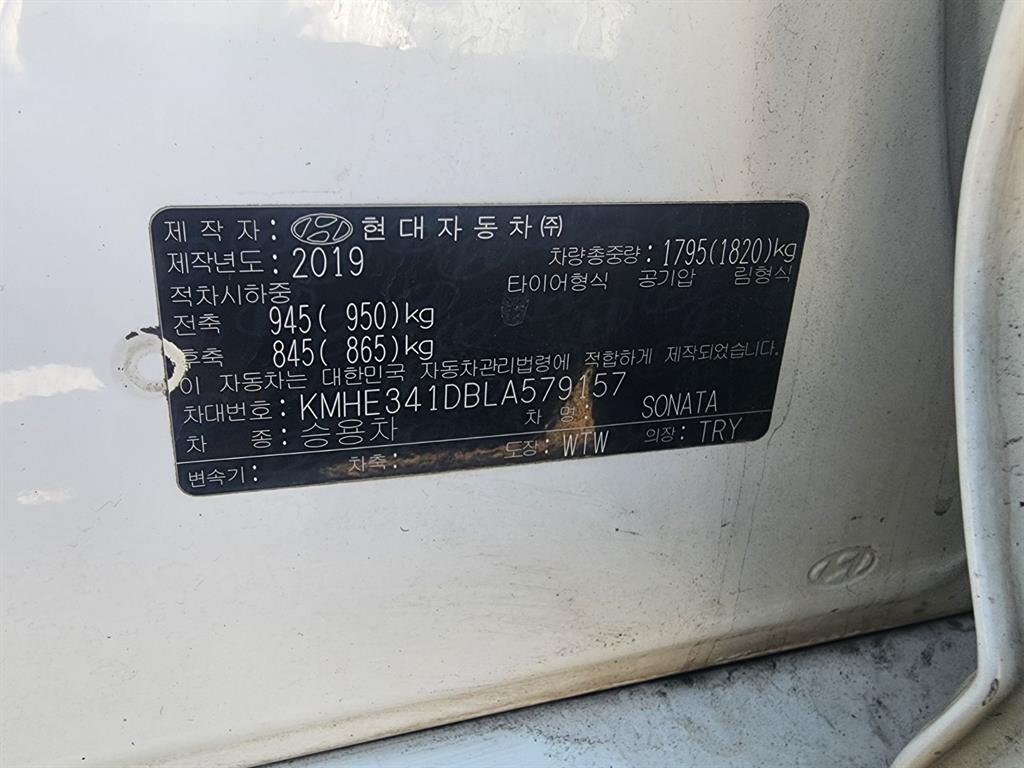 제 작 자 : 현대자동차㈜
제작년도 : 2019 차량총중량 : 1795(1820)kg
적차시하중 타이어형식 공기압 림형식
전축 945( 950)kg
후축 845( 865)kg
이 자동차는 대한민국 자동차관리법령에 적합하게 제작되었습니다.
차대번호 : KMHE341DBLA579157
차 종 : 승용차 차 명 : SONATA
변속기 : 차축 : 도장 : WTW 의장 : TRY